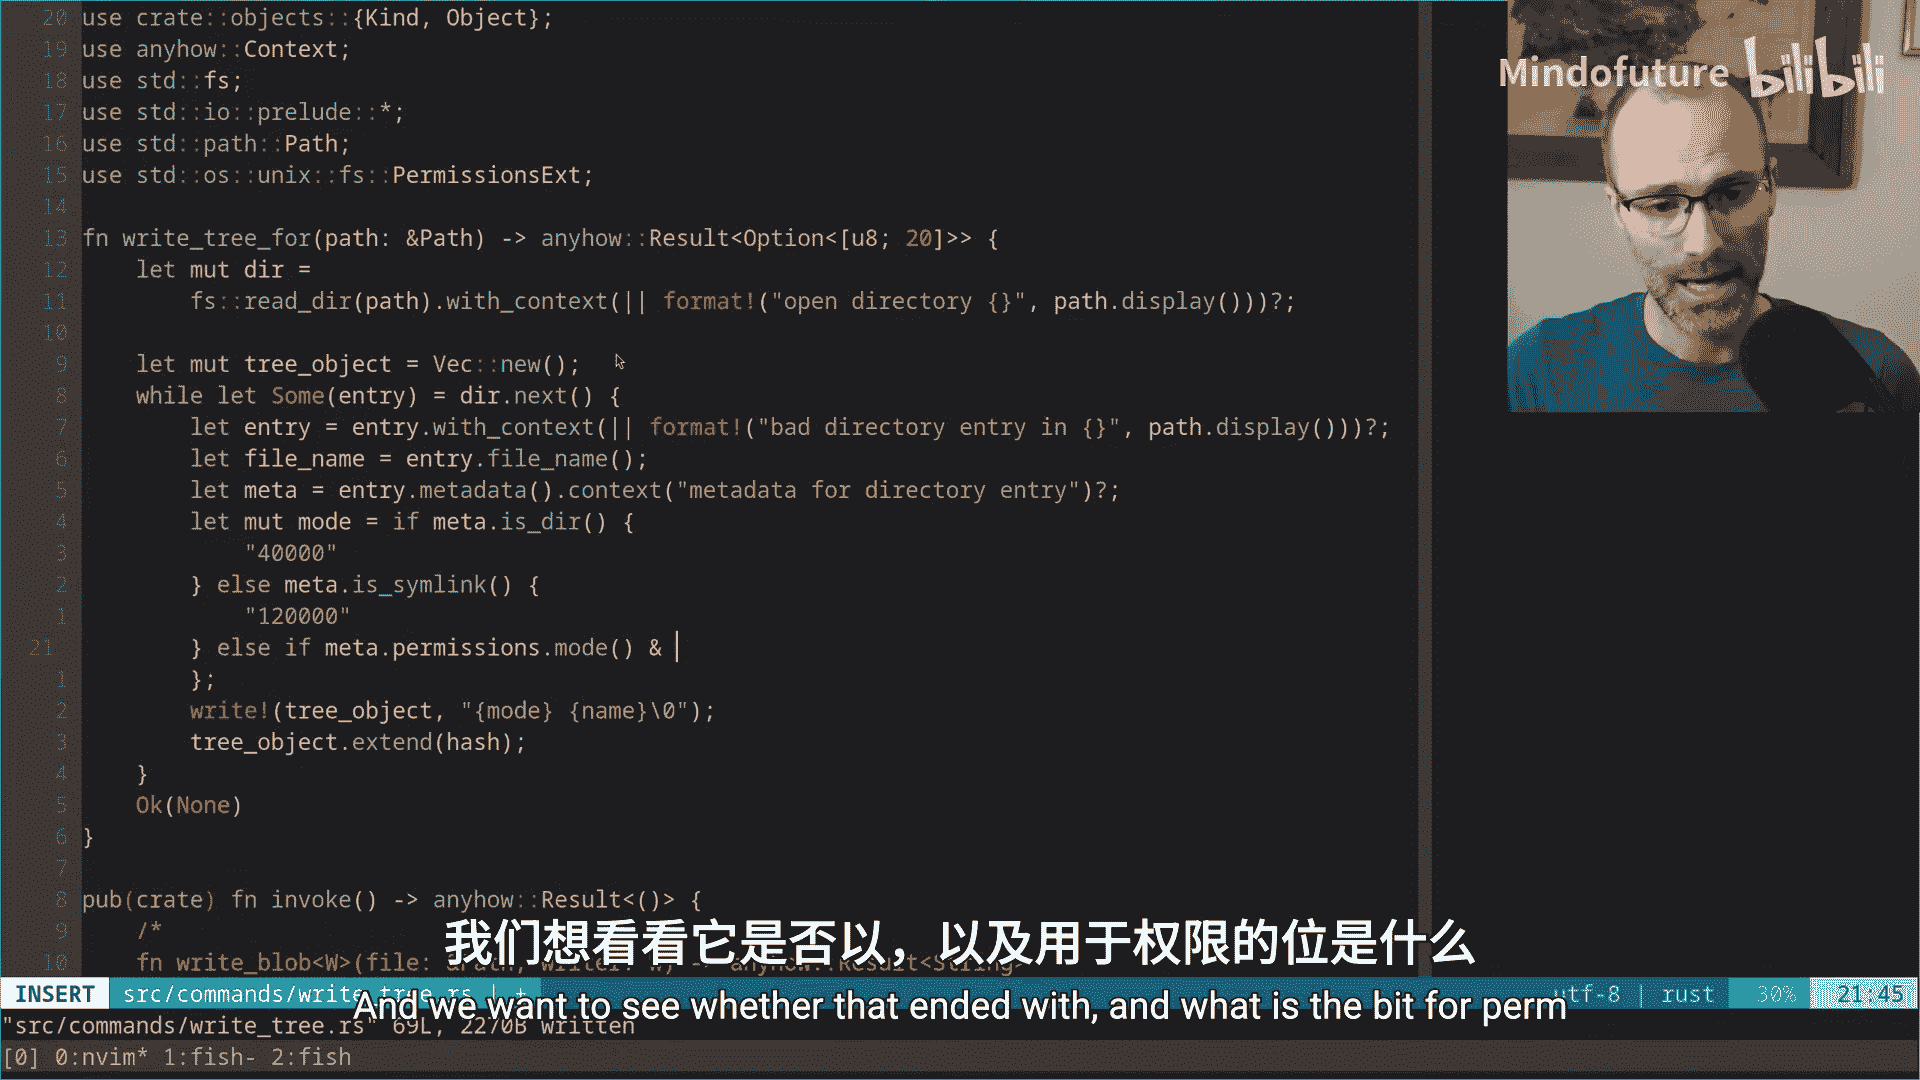 20 use crate::objects::{Kind, Object};
19 use anyhow::Context;
18 use std::fs;
17 use std::io::prelude::*;
16 use std::path::Path;
15 use std::os::unix::fs::PermissionsExt;
14
13 fn write_tree_for(path: &Path) -> anyhow::Result<Option<[u8; 20]>> {
12     let mut dir =
11         fs::read_dir(path).with_context(|| format!("open directory {}", path.display()))?;
10
9     let mut tree_object = Vec::new();
8     while let Some(entry) = dir.next() {
7         let entry = entry.with_context(|| format!("bad directory entry in {}", path.display()))?;
6         let file_name = entry.file_name();
5         let meta = entry.metadata().context("metadata for directory entry")?;
4         let mut mode = if meta.is_dir() {
3             "40000"
2         } else meta.is_symlink() {
1             "120000"
21         } else if meta.permissions.mode() &
1         };
2         write!(tree_object, "{mode} {name}\0");
3         tree_object.extend(hash);
4     }
5     Ok(None)
6 }
7
8 pub(crate) fn invoke() -> anyhow::Result<()> {
9     /*
10     fn write_blob<W>(file: &Path, writer: W) -> anyhow::Result<String>
Mindofuture bilibili
我们想看看它是否以，以及用于权限的位是什么
INSERT src/commands/write_tree.rs | + utf-8 | rust 30% 21:45
And we want to see whether that ended with, and what is the bit for perm
"src/commands/write_tree.rs" 69L, 2270B written
[0] 0:nvim* 1:fish- 2:fish